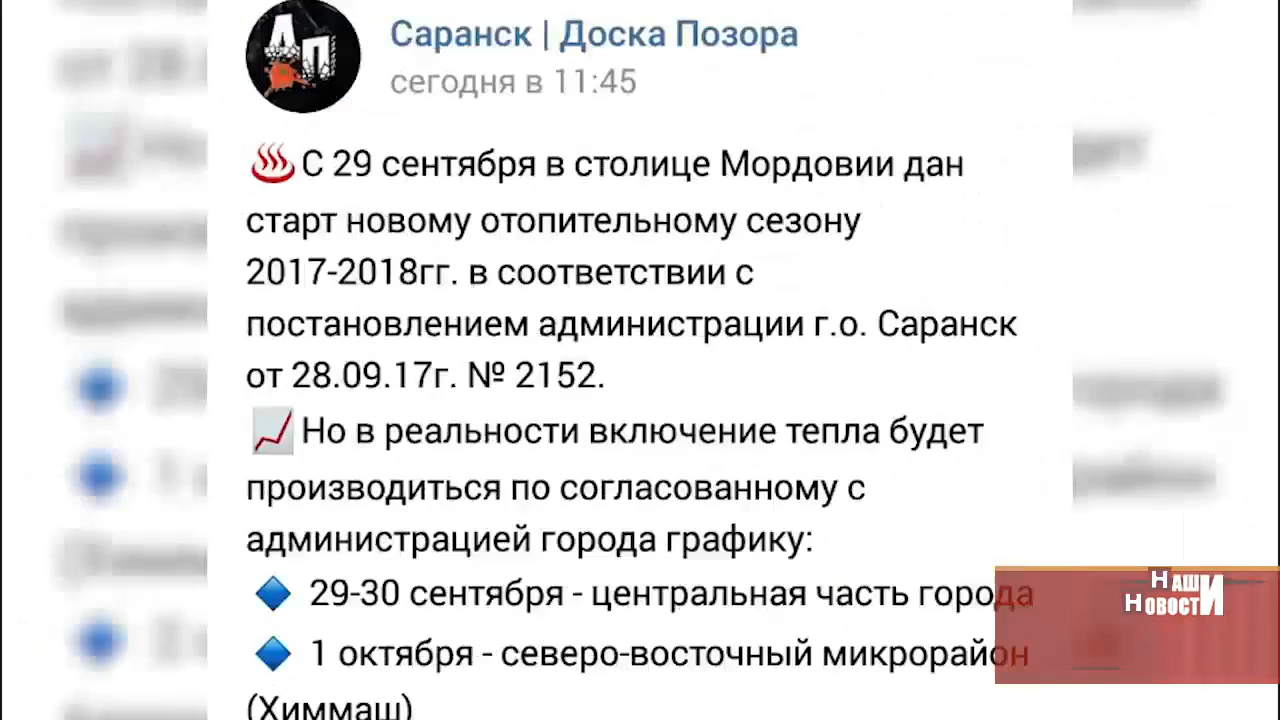 Саранск | Доска Позора
сегодня в 11:45
С 29 сентября в столице Мордовии дан
старт новому отопительному сезону
2017-2018гг. в соответствии с
постановлением администрации г.о. Саранск
от 28.09.17г. № 2152.
Но в реальности включение тепла будет
производиться по согласованному с
администрацией города графику:
29-30 сентября - центральная часть города
1 октября - северо-восточный микрорайон
(Химмаш)
НАШИ
НОВОСТИ